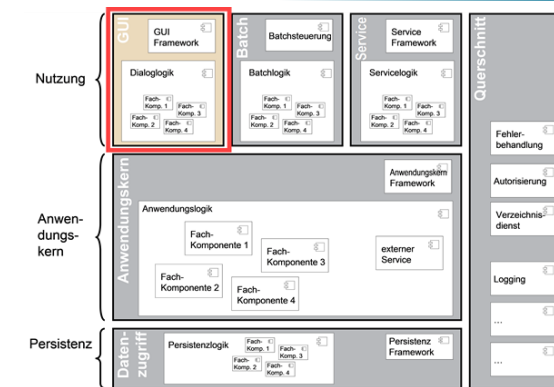 Nutzung
GUI
GUI
Framework
Dialoglogik
Fach-
Komp. 1
Fach-
Komp. 3
Fach-
Komp. 2
Fach-
Komp. 4
Batch
Batchsteuerung
Batchlogik
Fach-
Komp. 1
Fach-
Komp. 3
Fach-
Komp. 2
Fach-
Komp. 4
Service
Service
Framework
Servicelogik
Fach-
Komp. 1
Fach-
Komp. 3
Fach-
Komp. 2
Fach-
Komp. 4
Anwen-
dungs-
kern
Anwendungskern
Anwendungskern
Framework
Anwendungslogik
Fach-
Komponente 1
Fach-
Komponente 3
Fach-
Komponente 2
Fach-
Komponente 4
externer
Service
Persistenz
Daten-
zugriff
Persistenzlogik
Fach-
Komp. 1
Fach-
Komp. 3
Fach-
Komp. 2
Fach-
Komp. 4
Persistenz
Framework
Querschnitt
Fehler-
behandlung
Autorisierung
Verzeichnis-
dienst
Logging
...
...